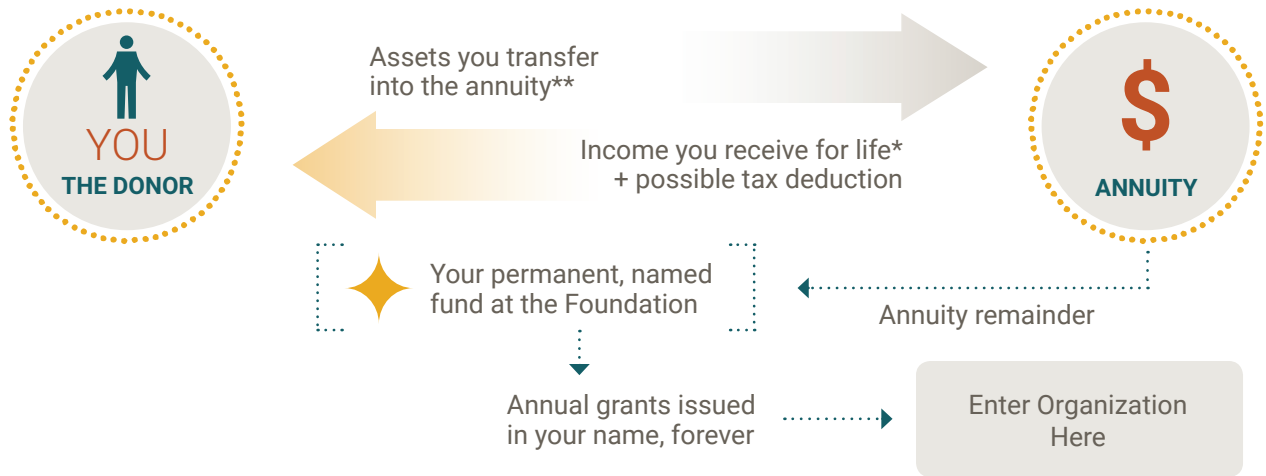 YOU
THE DONOR
Assets you transfer
into the annuity**
Income you receive for life*
+ possible tax deduction
$
ANNUITY
Your permanent, named
fund at the Foundation
Annuity remainder
Annual grants issued
in your name, forever
Enter Organization
Here